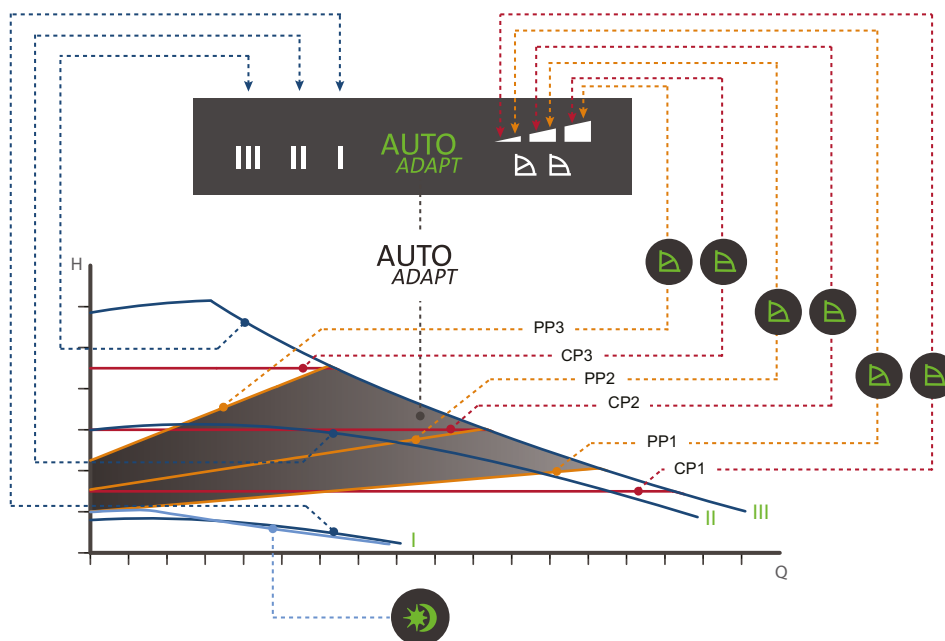 III II I
AUTO
ADAPT
AUTO
ADAPT
H
PP3
CP3
PP2
CP2
PP1
CP1
III
II
I
Q